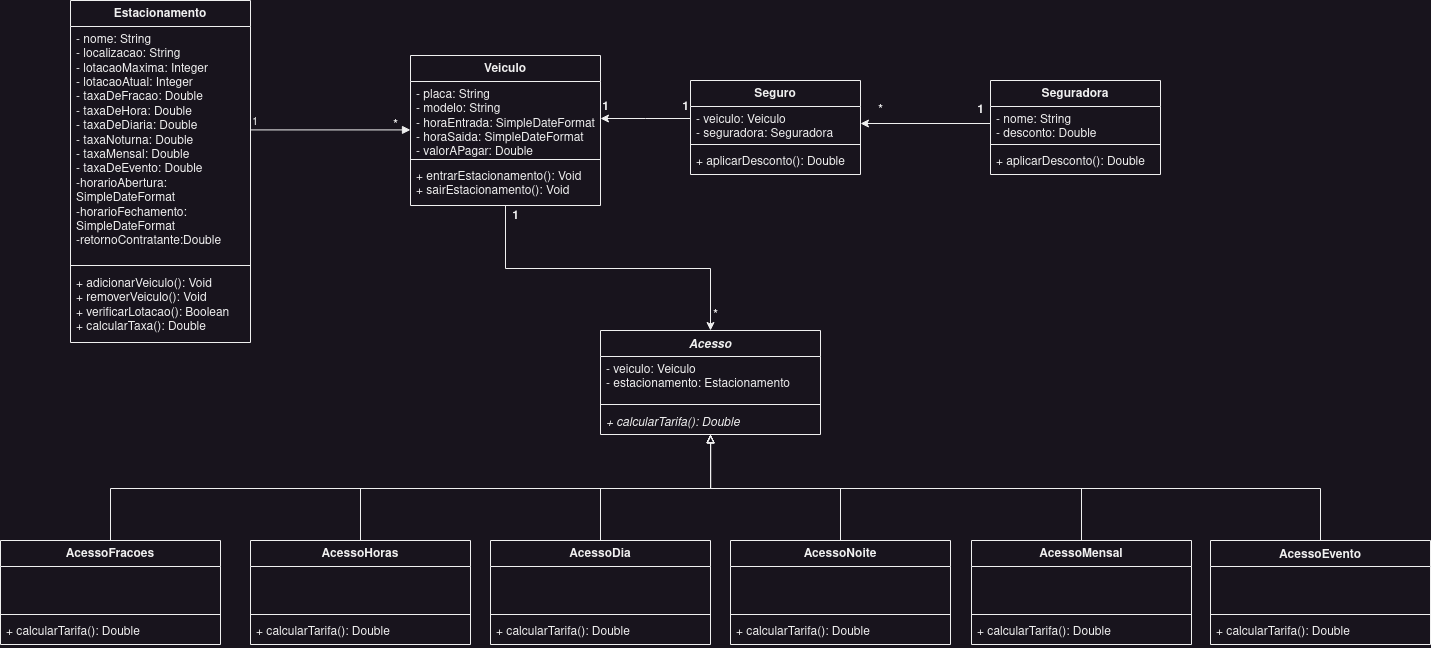 Estacionamento
- nome: String
- localizacao: String
- lotacaoMaxima: Integer
- lotacaoAtual: Integer
- taxaDeFracao: Double
- taxaDeHora: Double
- taxaDeDiaria: Double
- taxaNoturna: Double
- taxaMensal: Double
- taxaDeEvento: Double
-horarioAbertura:
SimpleDateFormat
-horarioFechamento:
SimpleDateFormat
-retornoContratante:Double
+ adicionarVeiculo(): Void
+ removerVeiculo(): Void
+ verificarLotacao(): Boolean
+ calcularTaxa(): Double
1
*
Veiculo
- placa: String
- modelo: String
- horaEntrada: SimpleDateFormat
- horaSaida: SimpleDateFormat
- valorAPagar: Double
+ entrarEstacionamento(): Void
+ sairEstacionamento(): Void
1
1
Seguro
- veiculo: Veiculo
- seguradora: Seguradora
+ aplicarDesconto(): Double
*
1
Seguradora
- nome: String
- desconto: Double
+ aplicarDesconto(): Double
1
*
Acesso
- veiculo: Veiculo
- estacionamento: Estacionamento
+ calcularTarifa(): Double
AcessoFracoes
+ calcularTarifa(): Double
AcessoHoras
+ calcularTarifa(): Double
AcessoDia
+ calcularTarifa(): Double
AcessoNoite
+ calcularTarifa(): Double
AcessoMensal
+ calcularTarifa(): Double
AcessoEvento
+ calcularTarifa(): Double